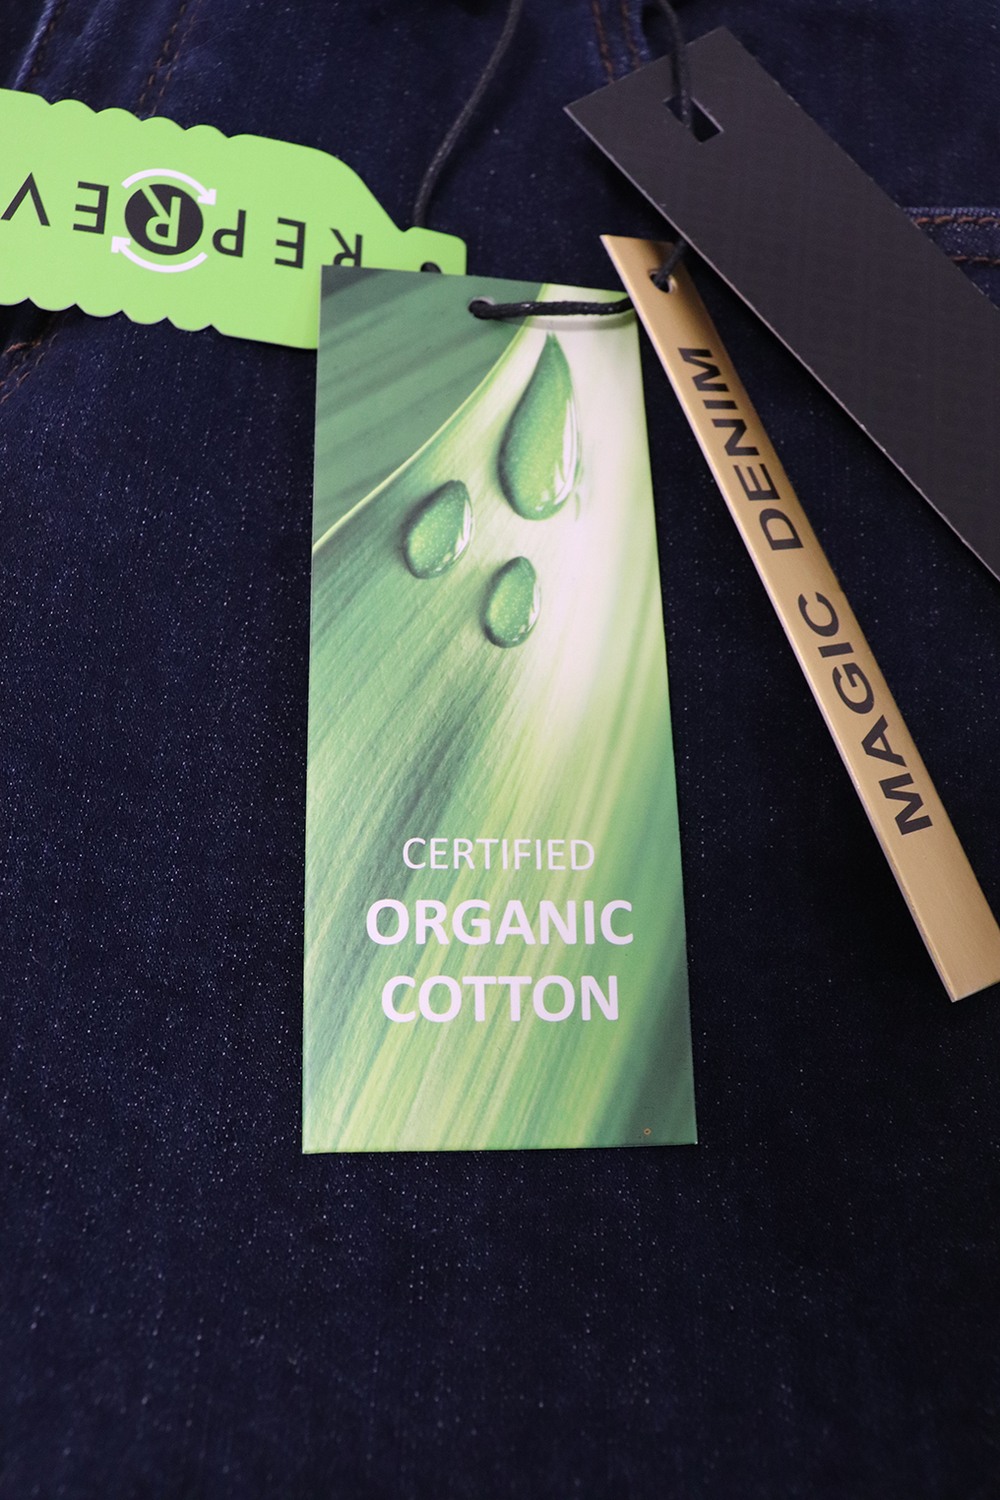 REPREV
CERTIFIED
ORGANIC
COTTON
MAGIC DENIM